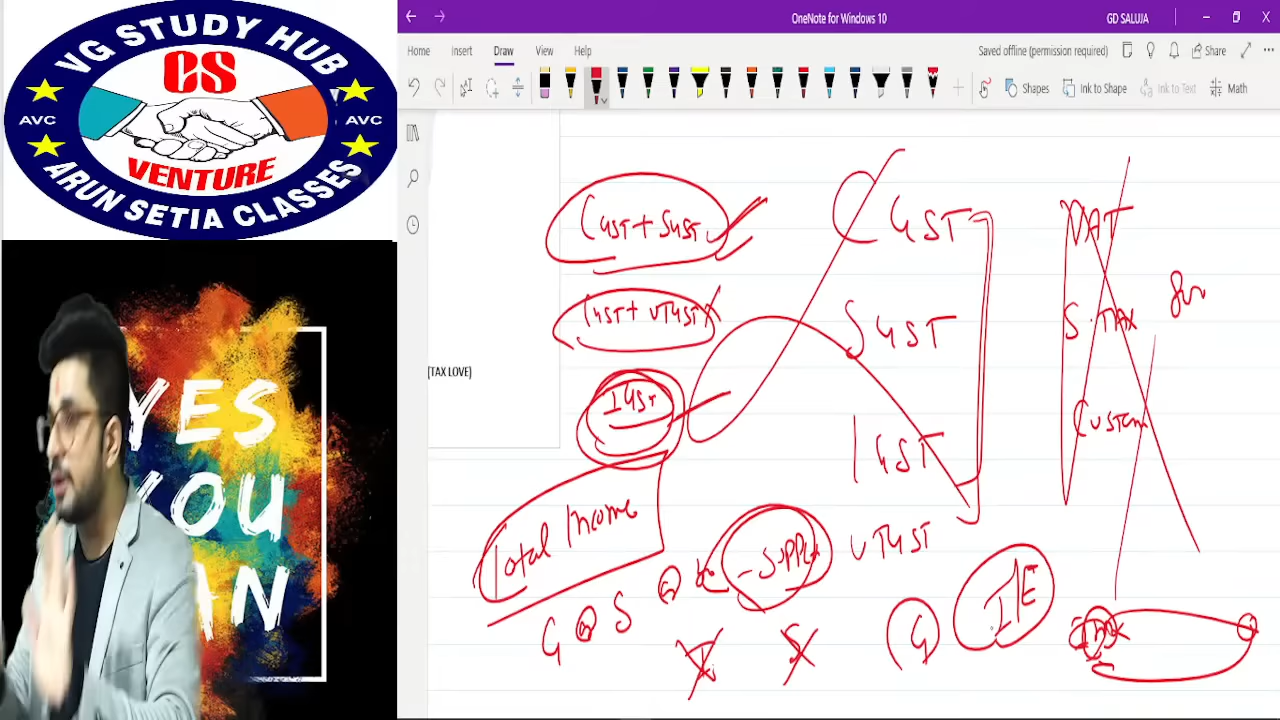 VG STUDY HUB
CS
AVC
AVC
VENTURE
ARUN SETIA CLASSES
YES
YOU
AN
OneNote for Windows 10
GD SALUJA
Home
Insert
Draw
View
Help
Saved offline (permission required)
Share
Shapes
Ink to Shape
Ink to Text
Math
(TAX LOVE)
CGST + SGST
CGST + UTGST
IGST
Total Income
G or S
CGST
SGST
IGST
UTGST
SUPPLY
G
I/E
VAT
S. TAX
Custom